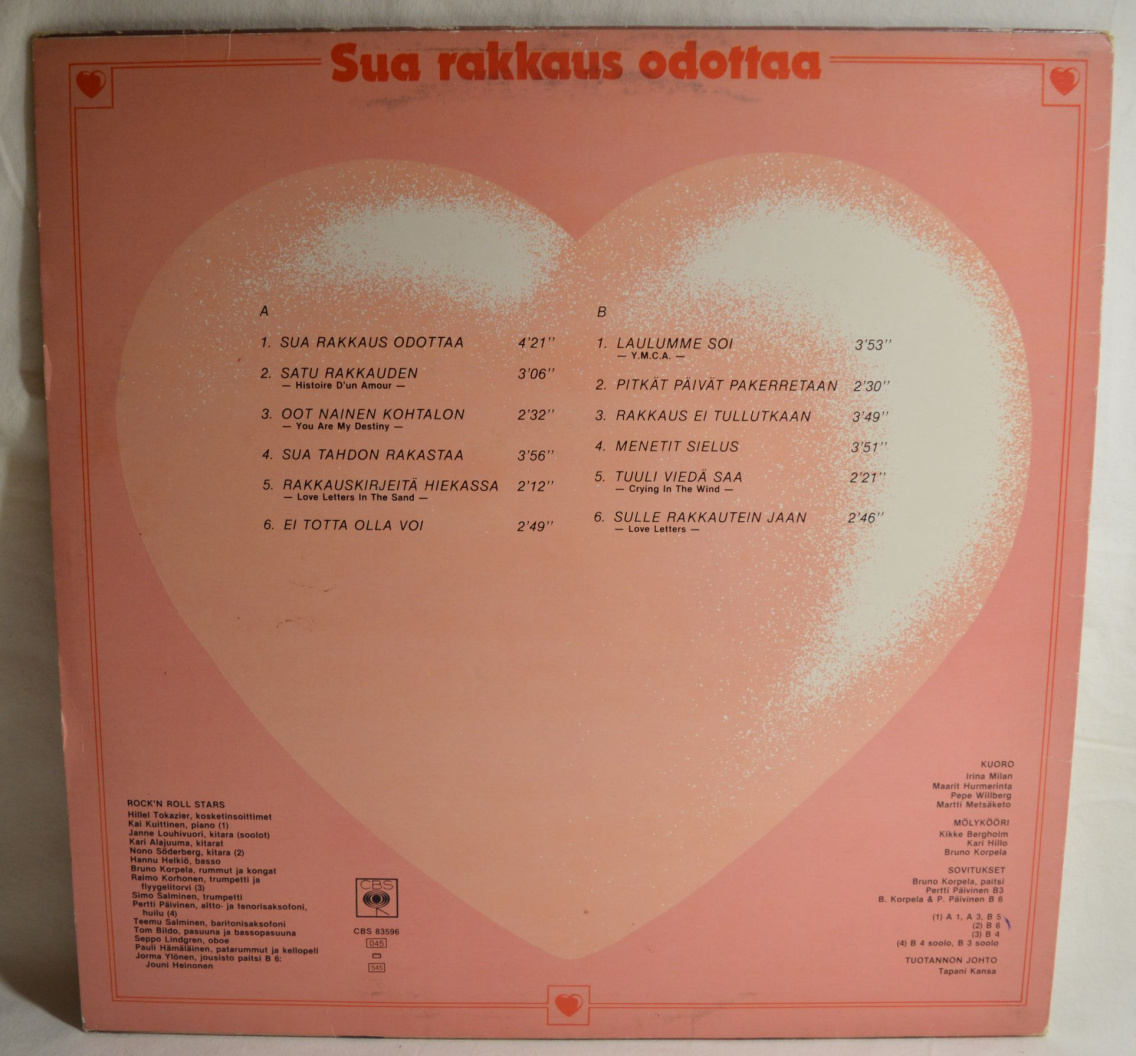 Sua rakkaus odottaa
A
1. SUA RAKKAUS ODOTTAA 4'21''
2. SATU RAKKAUDEN 3'06''
— Histoire D'un Amour —
3. OOT NAINEN KOHTALON 2'32''
— You Are My Destiny —
4. SUA TAHDON RAKASTAA 3'56''
5. RAKKAUSKIRJEITÄ HIEKASSA 2'12''
— Love Letters In The Sand —
6. EI TOTTA OLLA VOI 2'49''
B
1. LAULUMME SOI 3'53''
— Y.M.C.A. —
2. PITKÄT PÄIVÄT PAKERRETAAN 2'30''
3. RAKKAUS EI TULLUTKAAN 3'49''
4. MENETIT SIELUS 3'51''
5. TUULI VIEDÄ SAA 2'21''
— Crying In The Wind —
6. SULLE RAKKAUTEIN JAAN 2'46''
— Love Letters —
ROCK'N ROLL STARS
Hillel Tokazier, kosketinsoittimet
Kai Kuittinen, piano (1)
Janne Louhivuori, kitara (soolot)
Kari Alajuuma, kitarat
Nono Söderberg, kitara (2)
Hannu Helkiö, basso
Bruno Korpela, rummut ja kongat
Raimo Korhonen, trumpetti ja
flyygelitorvi (3)
Simo Salminen, trumpetti
Pertti Päivinen, altto- ja tenorisaksofoni,
huilu (4)
Teemu Salminen, baritonisaksofoni
Tom Bildo, pasuuna ja bassopasuuna
Seppo Lindgren, oboe
Pauli Hämäläinen, patarummut ja kellopeli
Jorma Ylönen, jousisto paitsi B 6:
Jouni Heinonen
CBS
CBS 83596
045
545
KUORO
Irina Milan
Maarit Hurmerinta
Pepe Willberg
Martti Metsäketo
MÖLYKÖÖRI
Kikke Bergholm
Kari Hillo
Bruno Korpela
SOVITUKSET
Bruno Korpela, paitsi
Pertti Päivinen B3
B. Korpela & P. Päivinen B 6
(1) A 1, A 3, B 5
(2) B 6
(3) B 4
(4) B 4 soolo, B 3 soolo
TUOTANNON JOHTO
Tapani Kansa